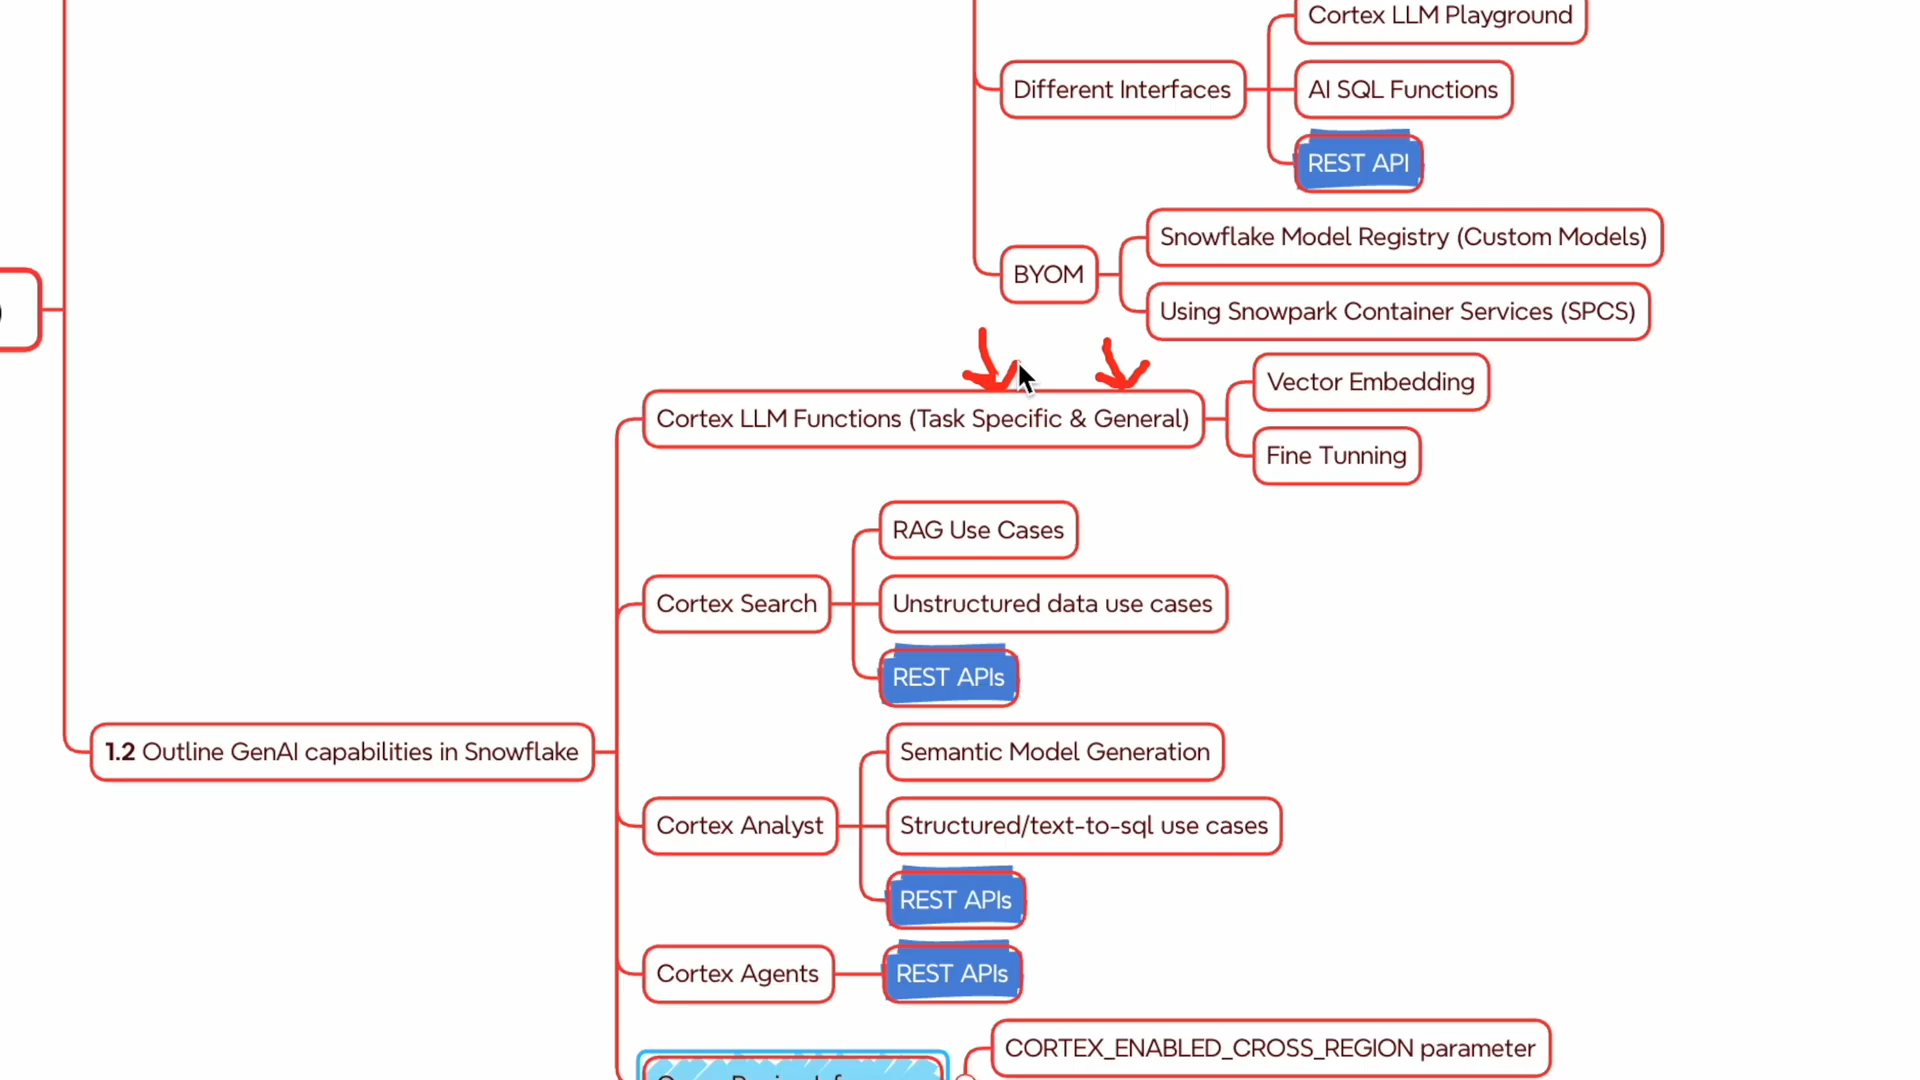 Cortex LLM Playground
Different Interfaces
AI SQL Functions
REST API
BYOM
Snowflake Model Registry (Custom Models)
Using Snowpark Container Services (SPCS)
Cortex LLM Functions (Task Specific & General)
Vector Embedding
Fine Tunning
Cortex Search
RAG Use Cases
Unstructured data use cases
REST APIs
1.2 Outline GenAI capabilities in Snowflake
Cortex Analyst
Semantic Model Generation
Structured/text-to-sql use cases
REST APIs
Cortex Agents
REST APIs
CORTEX_ENABLED_CROSS_REGION parameter